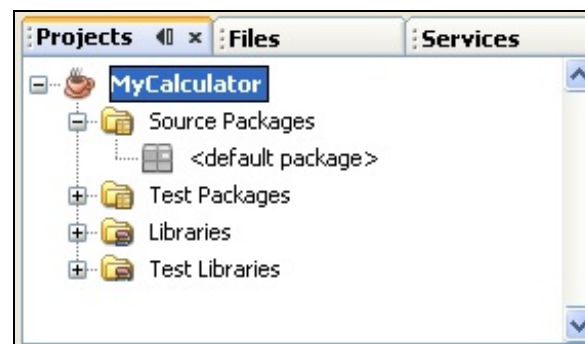 Projects Files Services
MyCalculator
Source Packages
<default package>
Test Packages
Libraries
Test Libraries